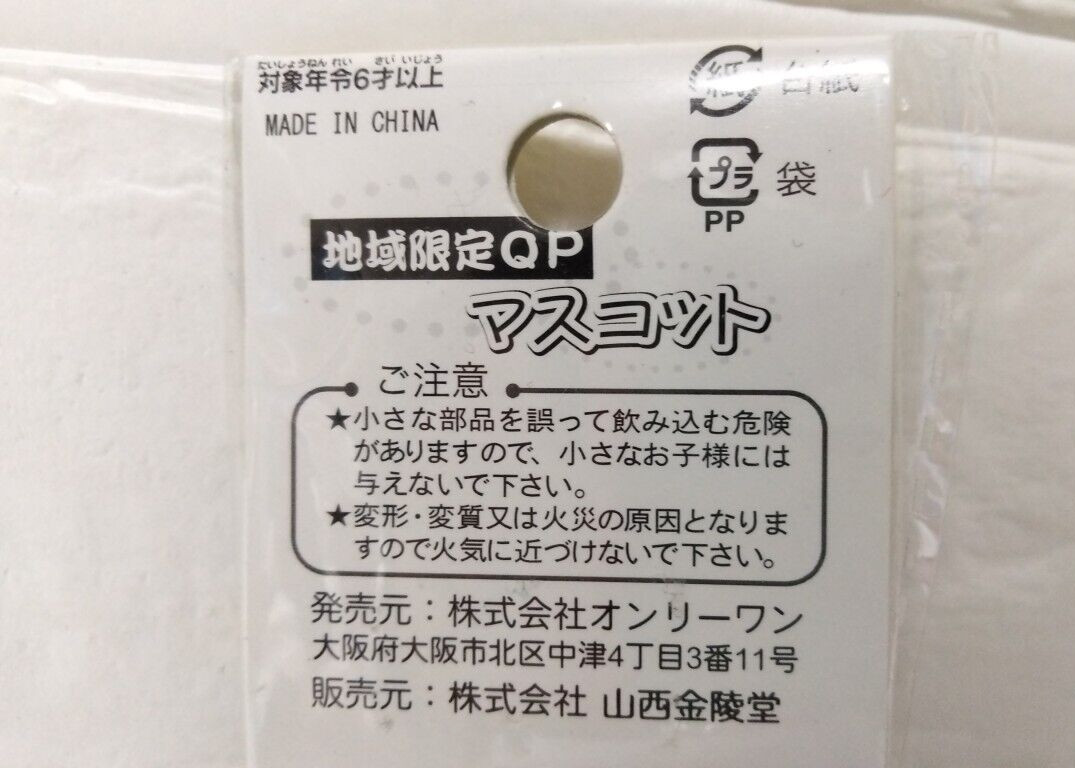 たいしょうねんれい さいいじょう
対象年令6才以上
MADE IN CHINA
紙 台紙
プラ 袋
PP
地域限定QP
マスコット
ご注意
★小さな部品を誤って飲み込む危険
がありますので、小さなお子様には
与えないで下さい。
★変形・変質又は火災の原因となりま
すので火気に近づけないで下さい。
発売元：株式会社オンリーワン
大阪府大阪市北区中津4丁目3番11号
販売元：株式会社 山西金陵堂